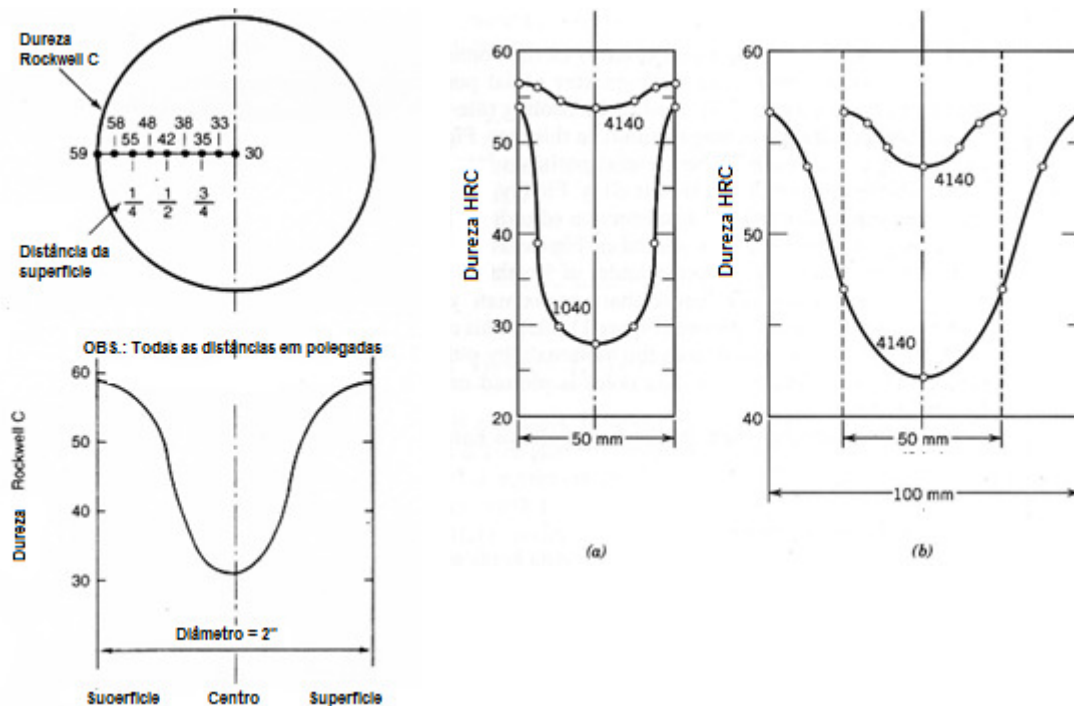 Dureza
Rockwell C
58 48 38 33
55 42 35
59 30
1/4 1/2 3/4
Distância da
superfície
OBS.: Todas as distâncias em polegadas
60
50
40
30
Dureza Rockwell C
Diâmetro = 2"
Suoerfície Centro Superfície
Dureza HRC
60
50
40
30
20
4140
1040
50 mm
(a)
Dureza HRC
60
50
40
4140
4140
50 mm
100 mm
(b)